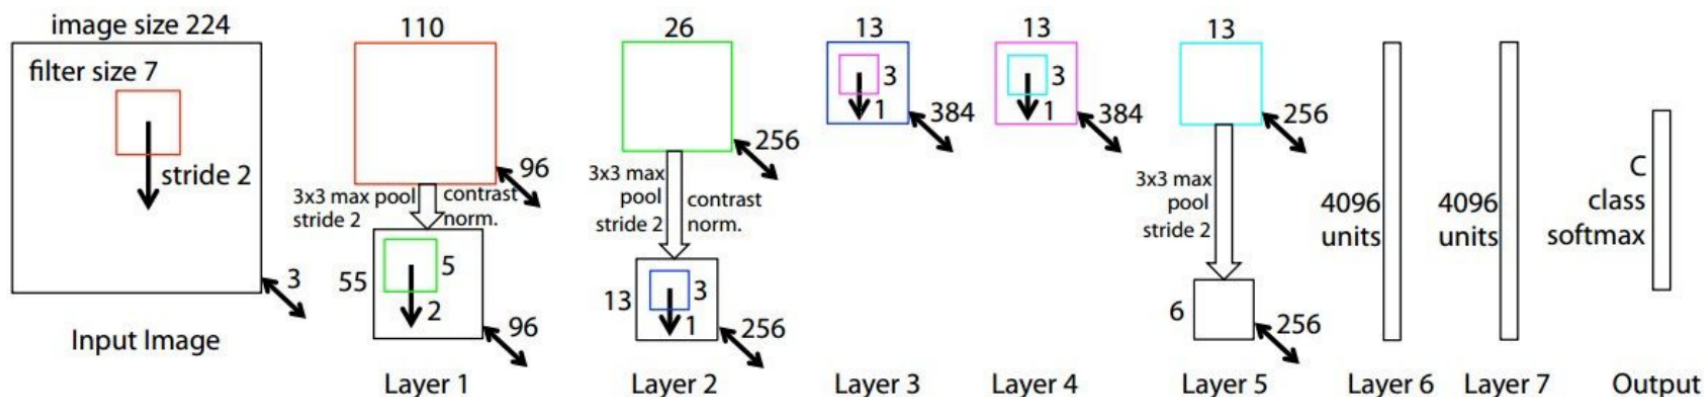 image size 224
filter size 7
stride 2
3
Input Image
110
96
3x3 max pool
stride 2
contrast
norm.
55
5
2
96
Layer 1
26
256
3x3 max
pool
stride 2
contrast
norm.
13
3
1
256
Layer 2
13
3
1
384
Layer 3
13
3
1
384
Layer 4
13
256
3x3 max
pool
stride 2
6
256
Layer 5
4096
units
Layer 6
4096
units
Layer 7
C
class
softmax
Output